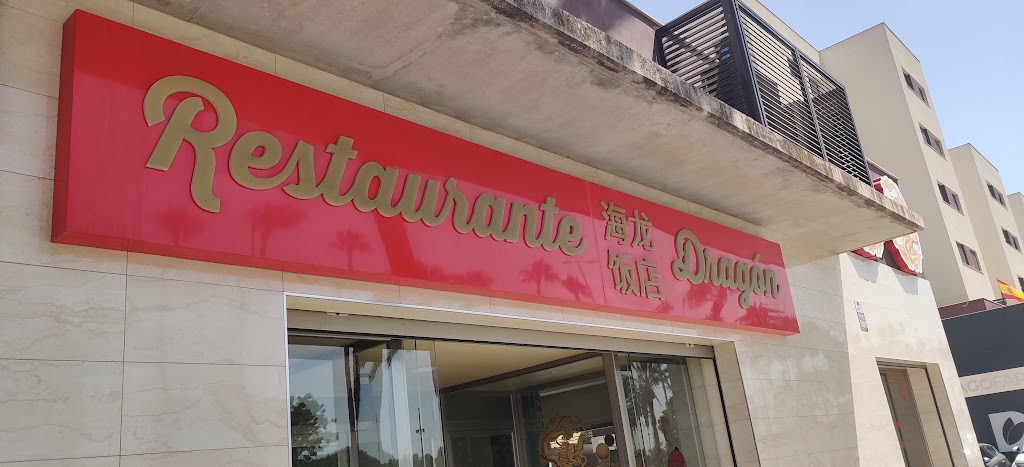 Restaurante
海龙
饭店
Dragón